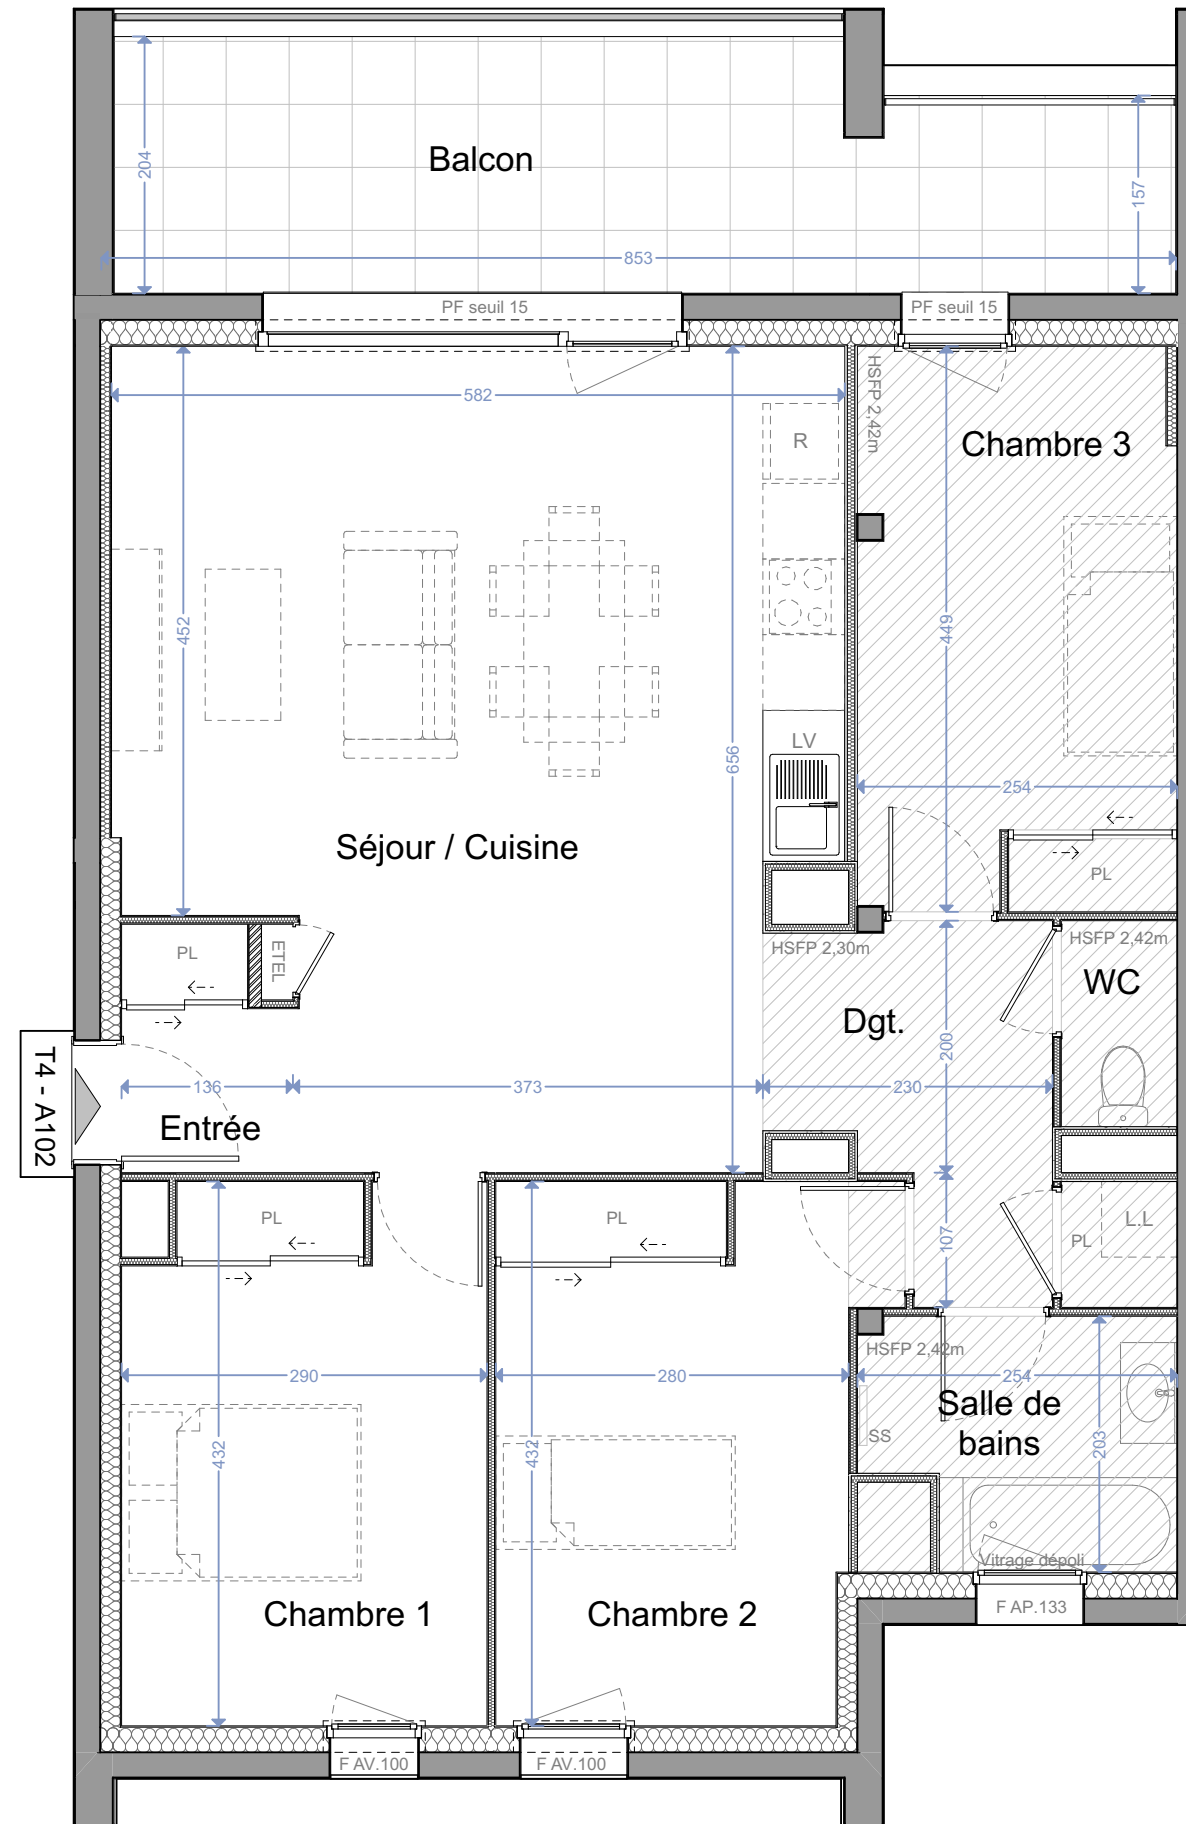 204
Balcon
157
853
PF seuil 15
PF seuil 15
582
HSFP 2,42m
R
Chambre 3
452
449
656
LV
254
Séjour / Cuisine
PL
PL
ETEL
HSFP 2,30m
HSFP 2,42m
WC
Dgt.
200
T4 - A102
136
373
230
Entrée
PL
PL
107
PL
L.L
HSFP 2,42m
290
280
254
Salle de
bains
SS
432
432
203
Vitrage dépoli
Chambre 1
Chambre 2
F AP.133
F AV.100
F AV.100